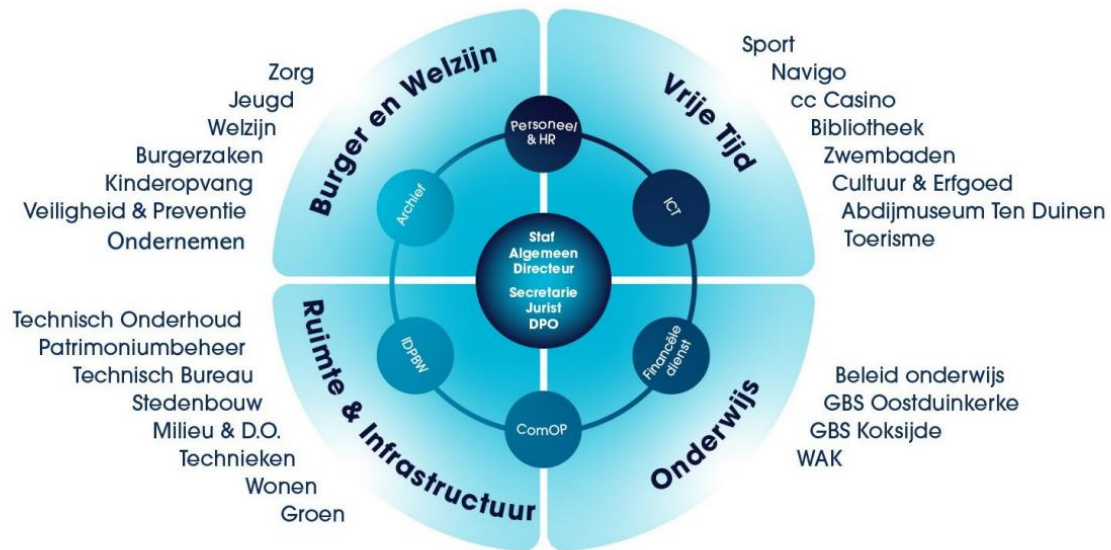 Burger en Welzijn
Zorg
Jeugd
Welzijn
Burgerzaken
Kinderopvang
Veiligheid & Preventie
Ondernemen
Vrije Tijd
Sport
Navigo
cc Casino
Bibliotheek
Zwembaden
Cultuur & Erfgoed
Abdijmuseum Ten Duinen
Toerisme
Personeel
& HR
Archief
ICT
Staf
Algemeen
Directeur
Secretarie
Jurist
DPO
IDPBW
Financiële
dienst
ComOP
Ruimte & Infrastructuur
Technisch Onderhoud
Patrimoniumbeheer
Technisch Bureau
Stedenbouw
Milieu & D.O.
Technieken
Wonen
Groen
Onderwijs
Beleid onderwijs
GBS Oostduinkerke
GBS Koksijde
WAK